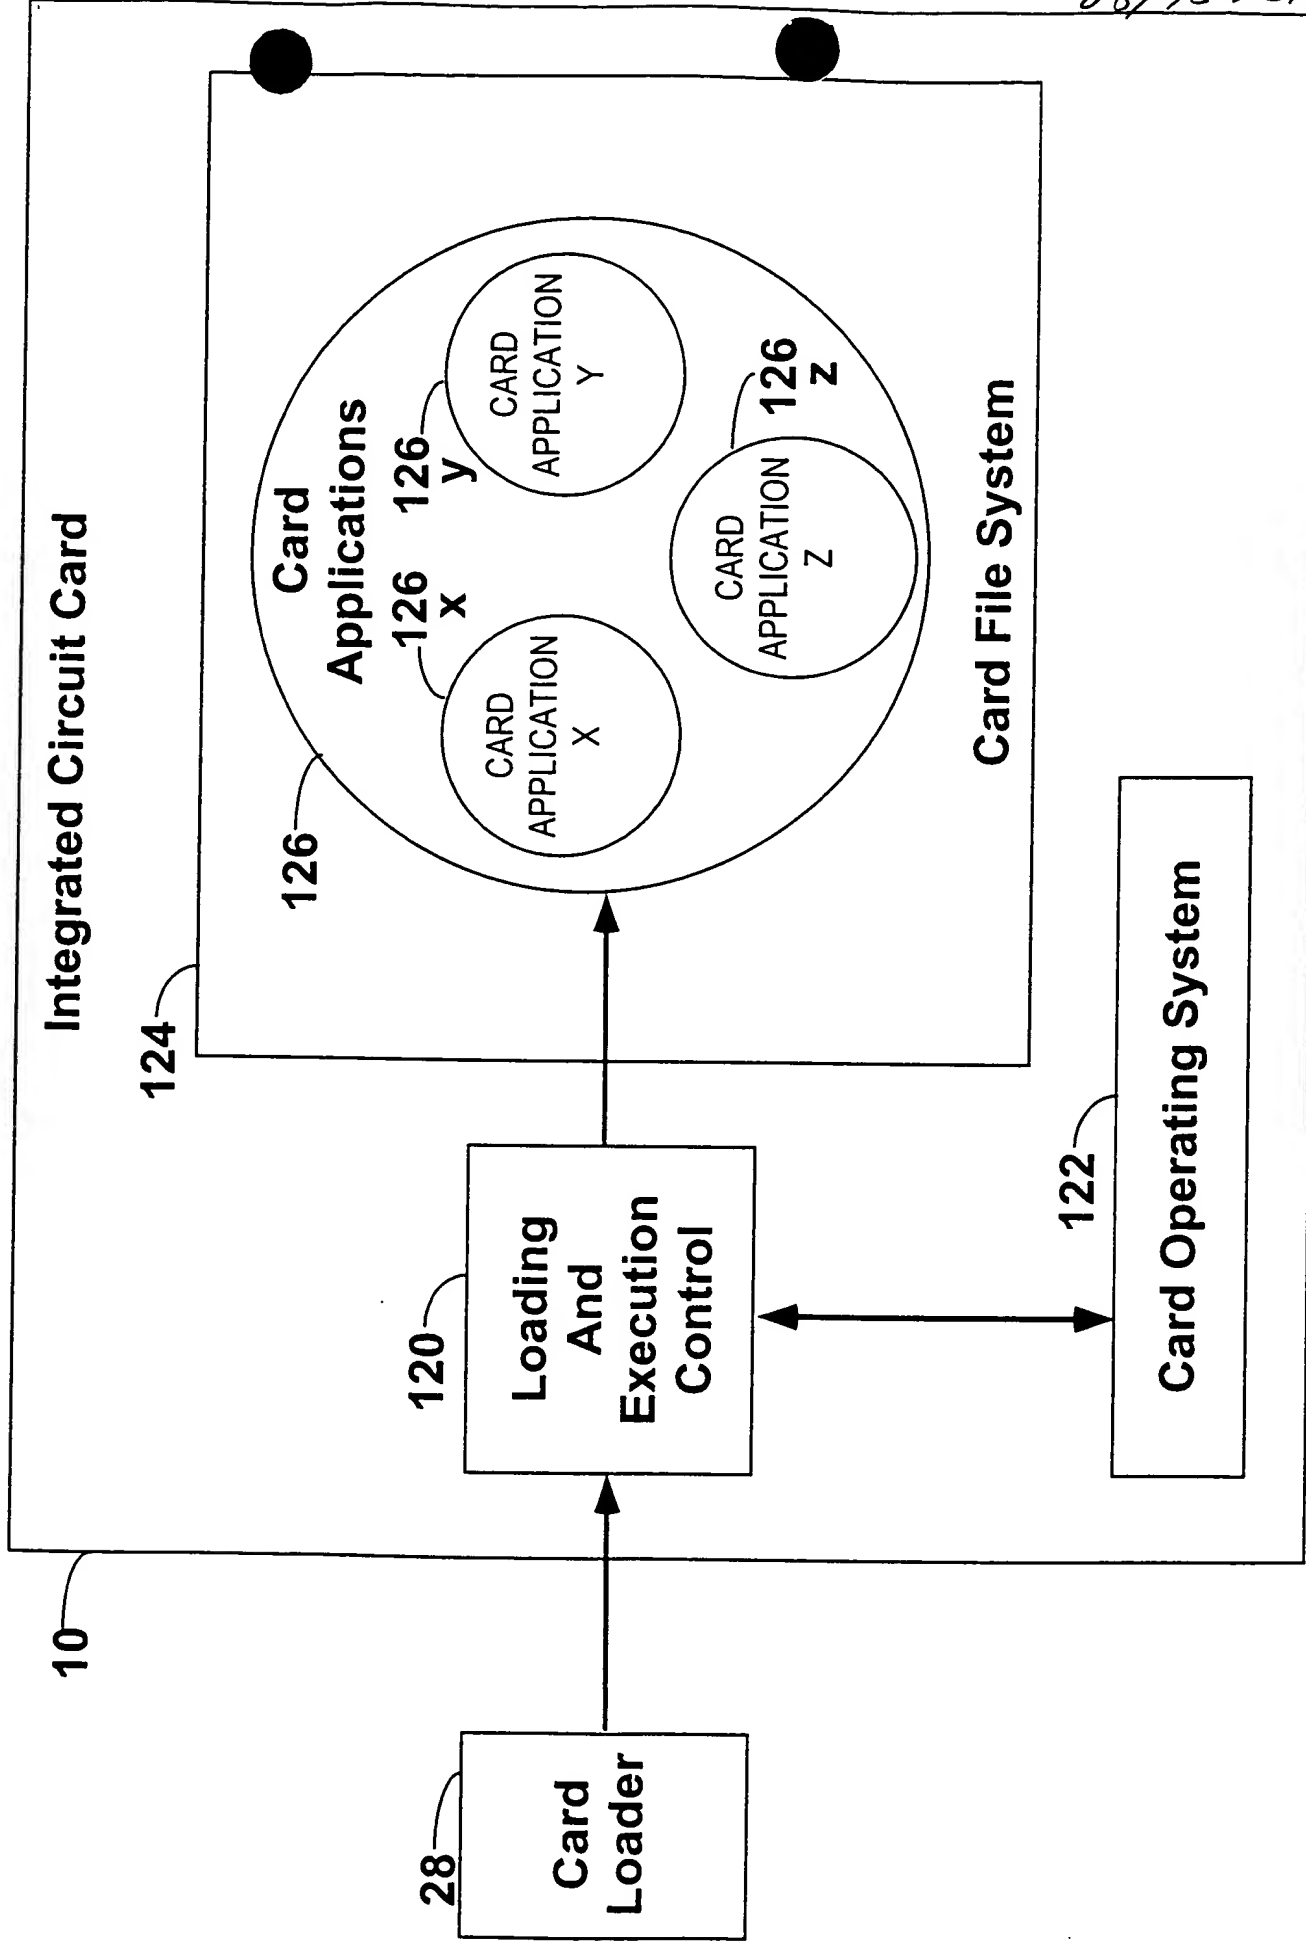 Integrated Circuit Card
10
124
126
Card
Applications
126
x
126
y
CARD
APPLICATION
X
CARD
APPLICATION
Y
126
z
CARD
APPLICATION
Z
Card File System
28
Card
Loader
120
Loading
And
Execution
Control
122
Card Operating System